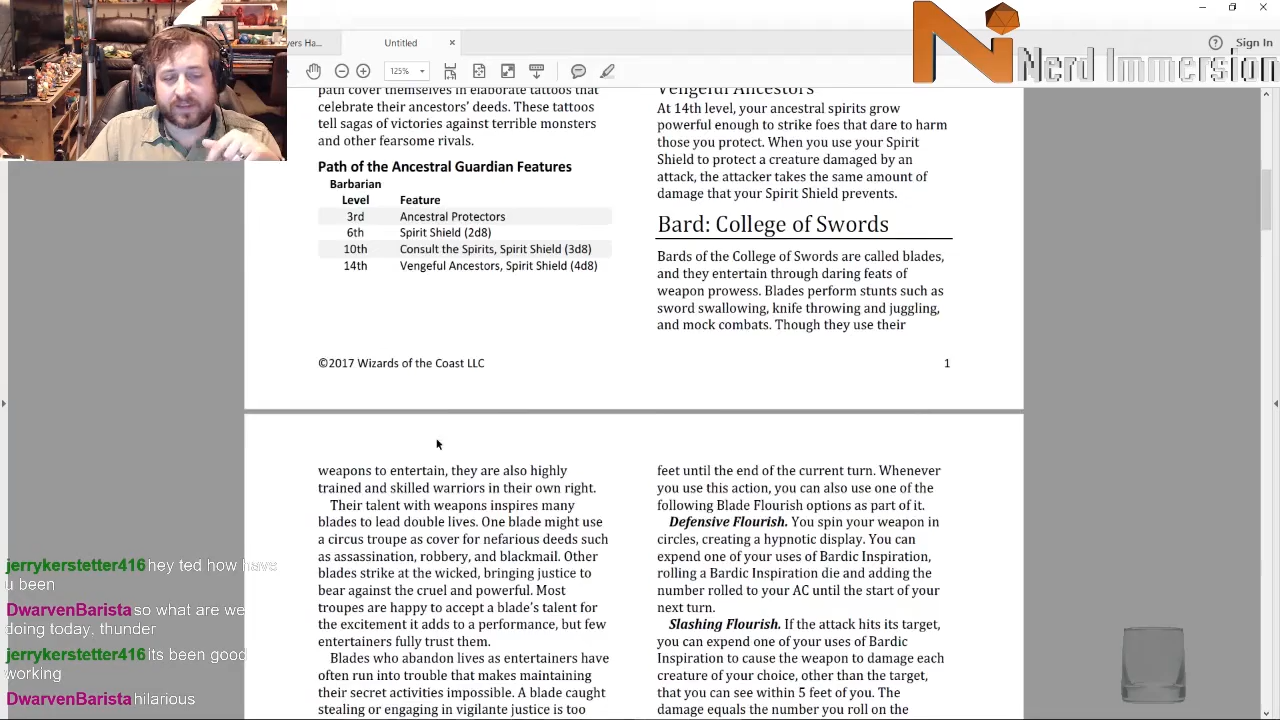 yers Ha...
Untitled
125%
Sign In
Nerd Immersion
path cover themselves in elaborate tattoos that
celebrate their ancestors' deeds. These tattoos
tell sagas of victories against terrible monsters
and other fearsome rivals.
Path of the Ancestral Guardian Features
Barbarian
Level Feature
3rd Ancestral Protectors
6th Spirit Shield (2d8)
10th Consult the Spirits, Spirit Shield (3d8)
14th Vengeful Ancestors, Spirit Shield (4d8)
Vengeful Ancestors
At 14th level, your ancestral spirits grow
powerful enough to strike foes that dare to harm
those you protect. When you use your Spirit
Shield to protect a creature damaged by an
attack, the attacker takes the same amount of
damage that your Spirit Shield prevents.
Bard: College of Swords
Bards of the College of Swords are called blades,
and they entertain through daring feats of
weapon prowess. Blades perform stunts such as
sword swallowing, knife throwing and juggling,
and mock combats. Though they use their
©2017 Wizards of the Coast LLC 1
weapons to entertain, they are also highly
trained and skilled warriors in their own right.
Their talent with weapons inspires many
blades to lead double lives. One blade might use
a circus troupe as cover for nefarious deeds such
as assassination, robbery, and blackmail. Other
blades strike at the wicked, bringing justice to
bear against the cruel and powerful. Most
troupes are happy to accept a blade's talent for
the excitement it adds to a performance, but few
entertainers fully trust them.
Blades who abandon lives as entertainers have
often run into trouble that makes maintaining
their secret activities impossible. A blade caught
stealing or engaging in vigilante justice is too
feet until the end of the current turn. Whenever
you use this action, you can also use one of the
following Blade Flourish options as part of it.
Defensive Flourish. You spin your weapon in
circles, creating a hypnotic display. You can
expend one of your uses of Bardic Inspiration,
rolling a Bardic Inspiration die and adding the
number rolled to your AC until the start of your
next turn.
Slashing Flourish. If the attack hits its target,
you can expend one of your uses of Bardic
Inspiration to cause the weapon to damage each
creature of your choice, other than the target,
that you can see within 5 feet of you. The
damage equals the number you roll on the
jerrykerstetter416 hey ted how have
u been
DwarvenBarista so what are we
doing today, thunder
jerrykerstetter416 its been good
working
DwarvenBarista hilarious